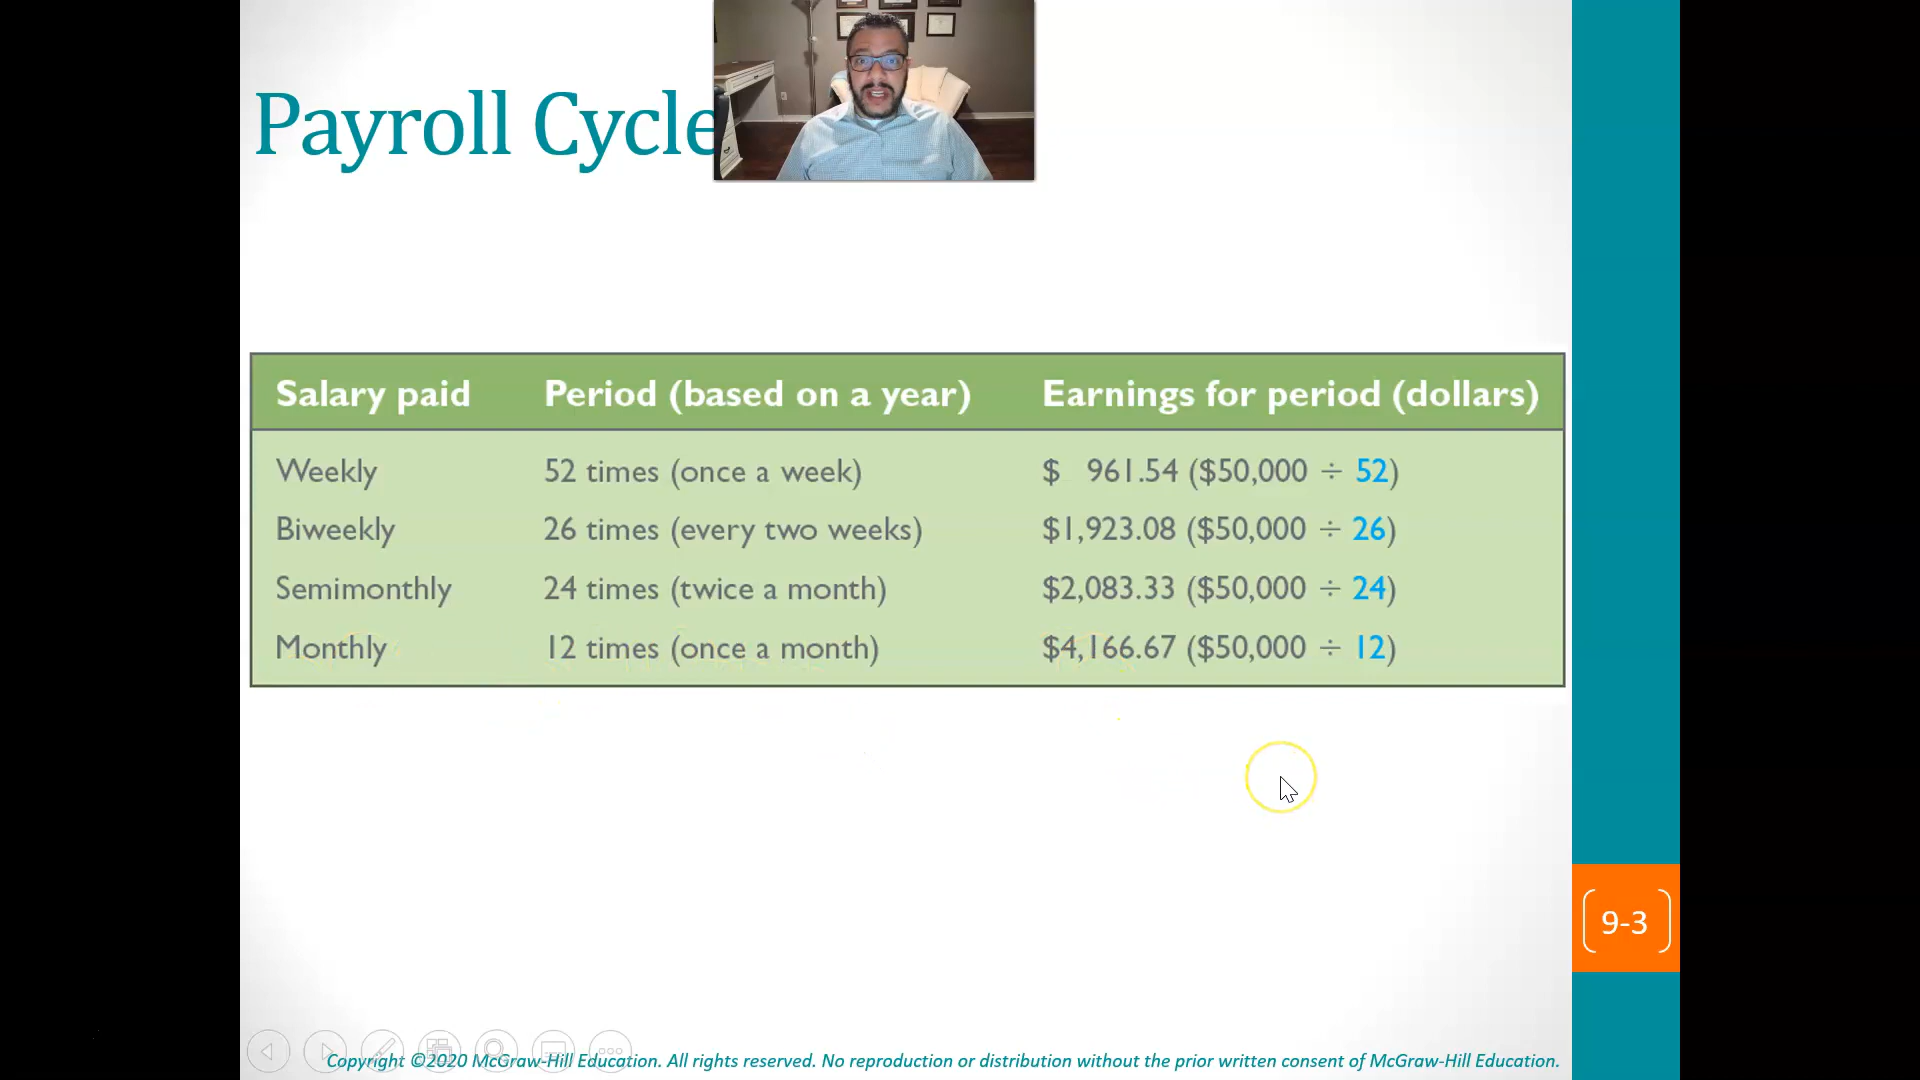 Payroll Cycle
Salary paid Period (based on a year) Earnings for period (dollars)
Weekly 52 times (once a week) $ 961.54 ($50,000 ÷ 52)
Biweekly 26 times (every two weeks) $1,923.08 ($50,000 ÷ 26)
Semimonthly 24 times (twice a month) $2,083.33 ($50,000 ÷ 24)
Monthly 12 times (once a month) $4,166.67 ($50,000 ÷ 12)
9-3
Copyright ©2020 McGraw-Hill Education. All rights reserved. No reproduction or distribution without the prior written consent of McGraw-Hill Education.